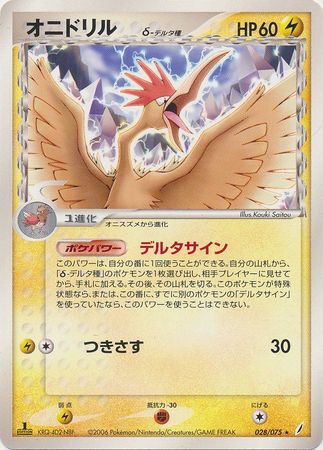 オニドリル δ-デルタ種 HP60
Illus.Kouki Saitou
1進化 オニスズメから進化
ポケパワー デルタサイン
このパワーは、自分の番に1回使うことができる。自分の山札から、
「δ-デルタ種」のポケモンを1枚選び出し、相手プレイヤーに見せて
から、手札に加える。その後、山札を切る。このポケモンが特殊
状態なら、または、この番に、すでに別のポケモンの「デルタサイン」
を使っていたなら、このパワーを使うことはできない。
つきさす 30
弱点 抵抗力 -30 にげる
1 EDITION KRQ-402-NBF ©2006 Pokémon/Nintendo/Creatures/GAME FREAK 028/075 ★